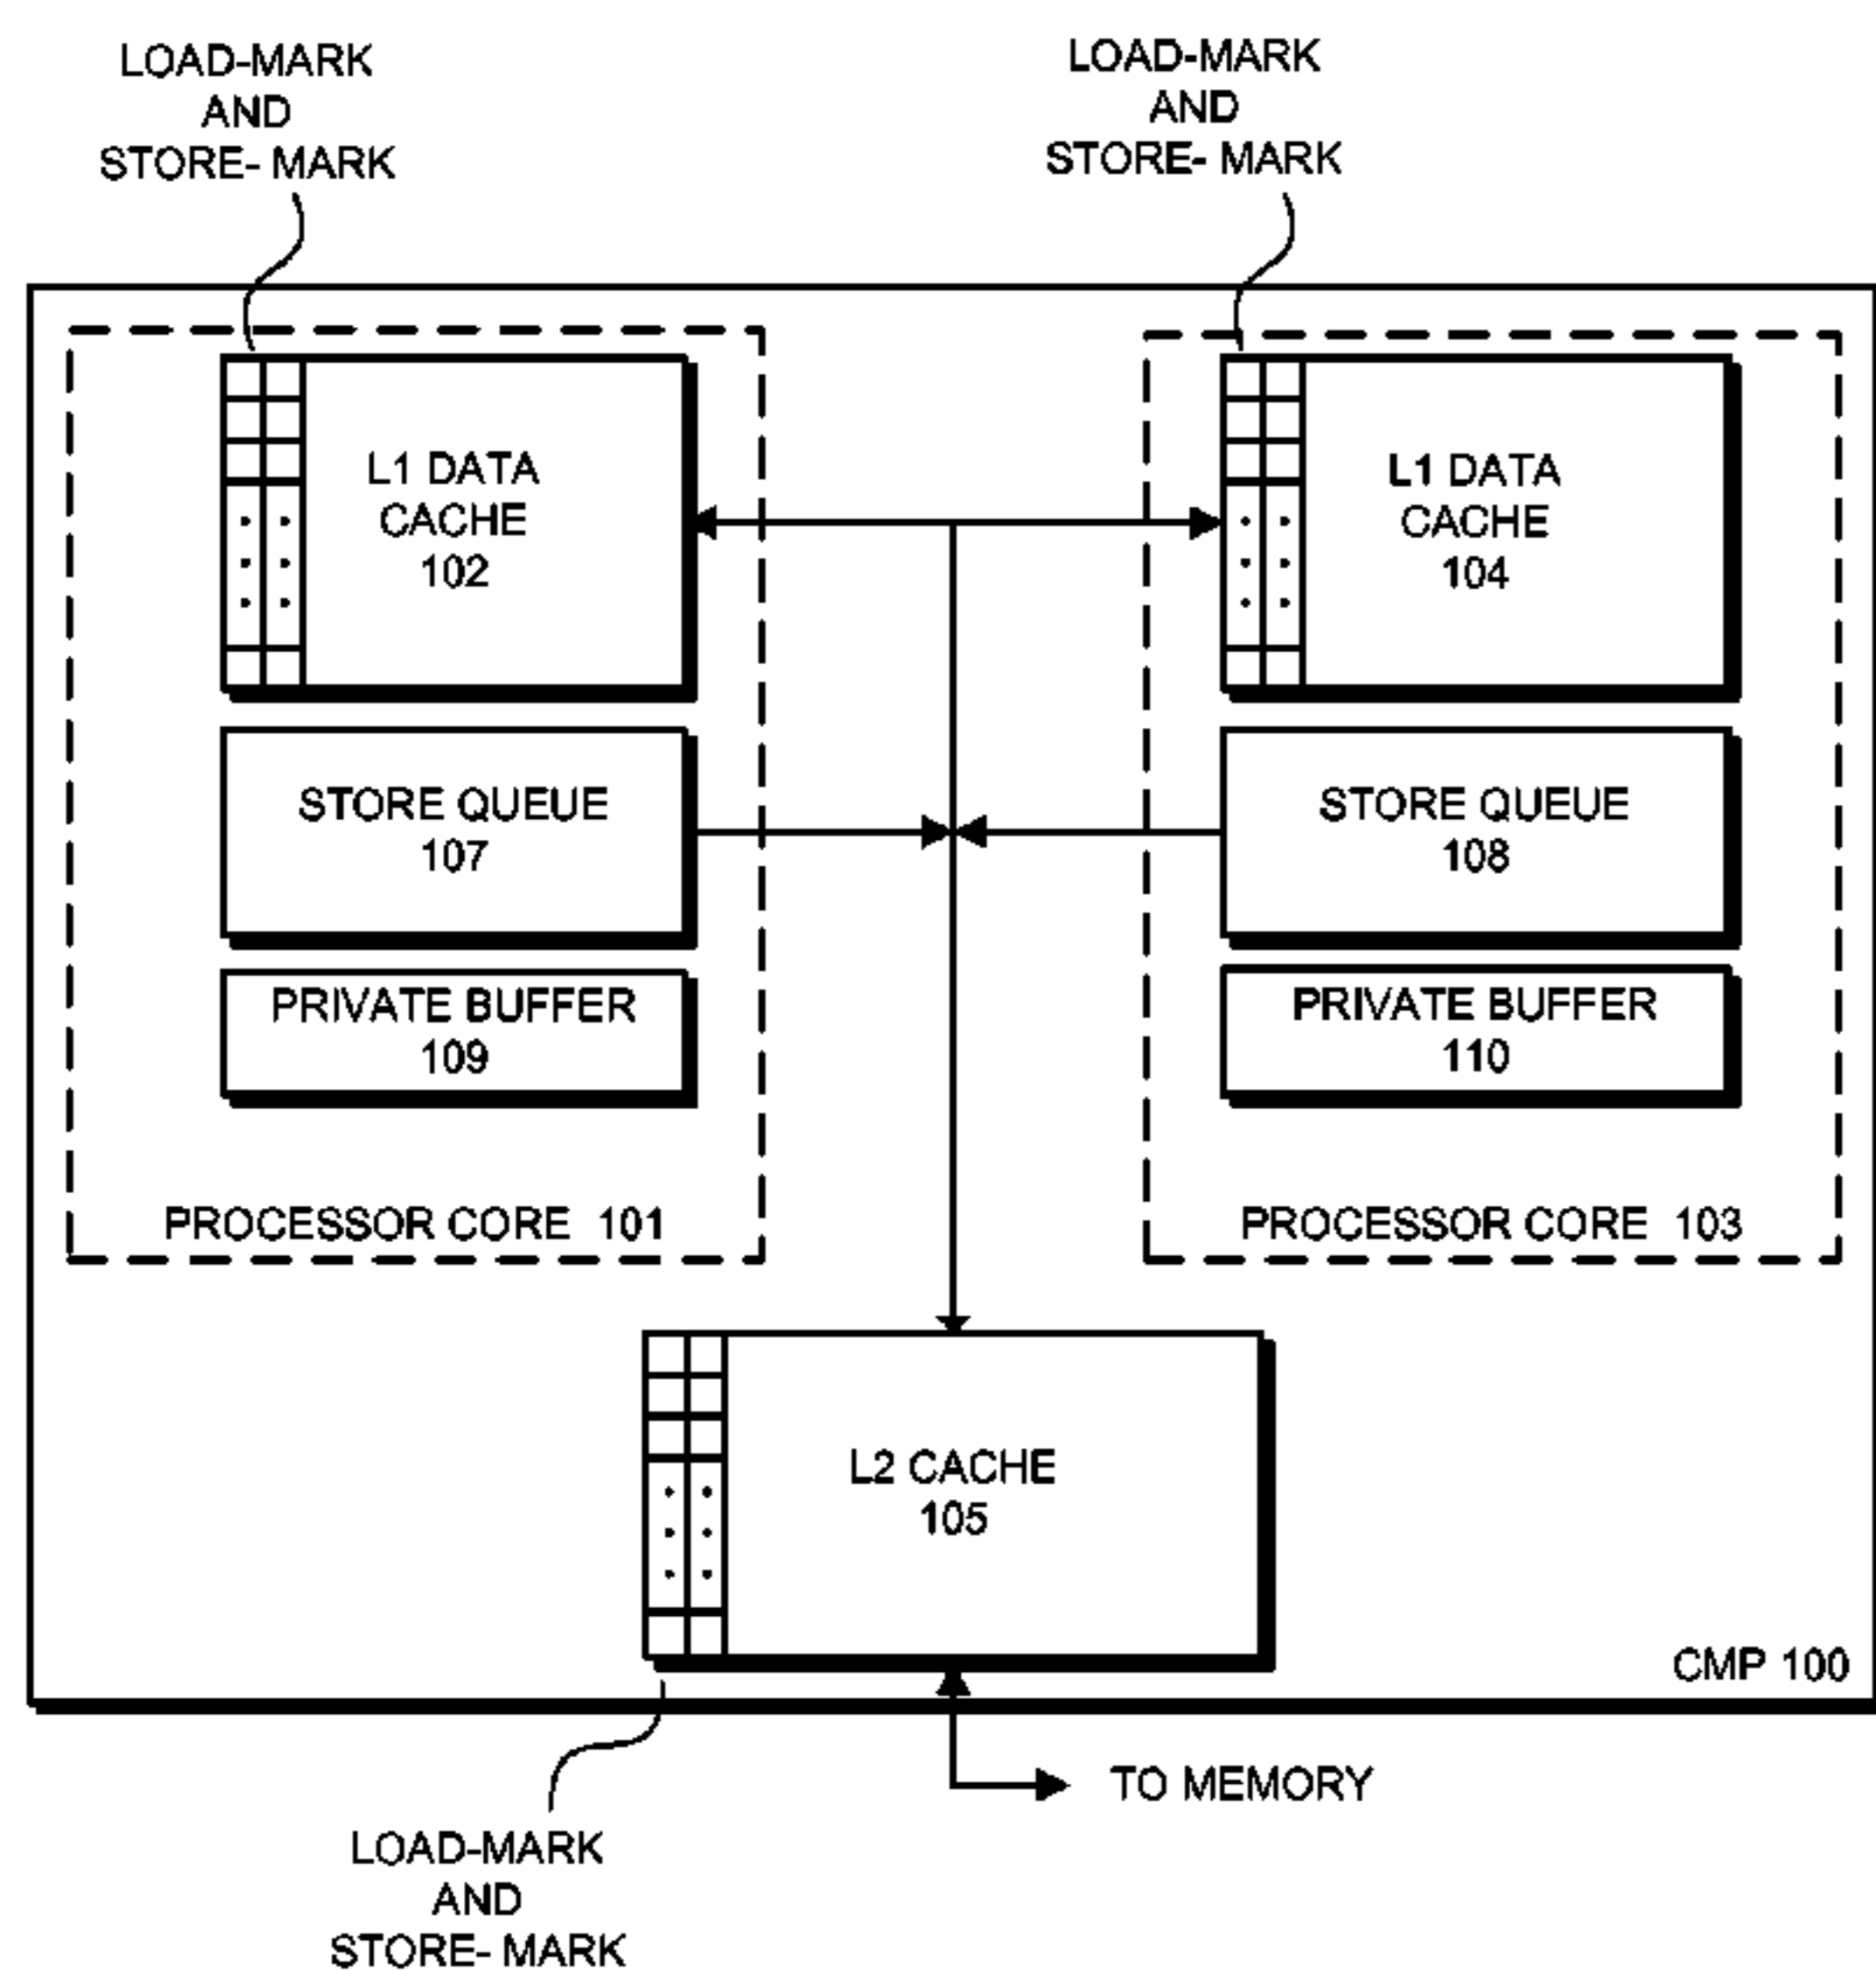 LOAD-MARK
AND
STORE- MARK
LOAD-MARK
AND
STORE- MARK
L1 DATA
CACHE
102
L1 DATA
CACHE
104
STORE QUEUE
107
STORE QUEUE
108
PRIVATE BUFFER
109
PRIVATE BUFFER
110
PROCESSOR CORE 101
PROCESSOR CORE 103
L2 CACHE
105
CMP 100
TO MEMORY
LOAD-MARK
AND
STORE- MARK